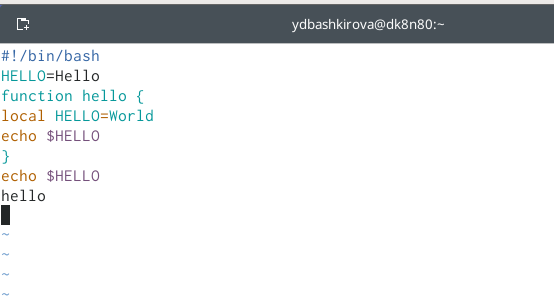 ydbashkirova@dk8n80:~
#!/bin/bash
HELLO=Hello
function hello {
local HELLO=World
echo $HELLO
}
echo $HELLO
hello
~
~
~
~